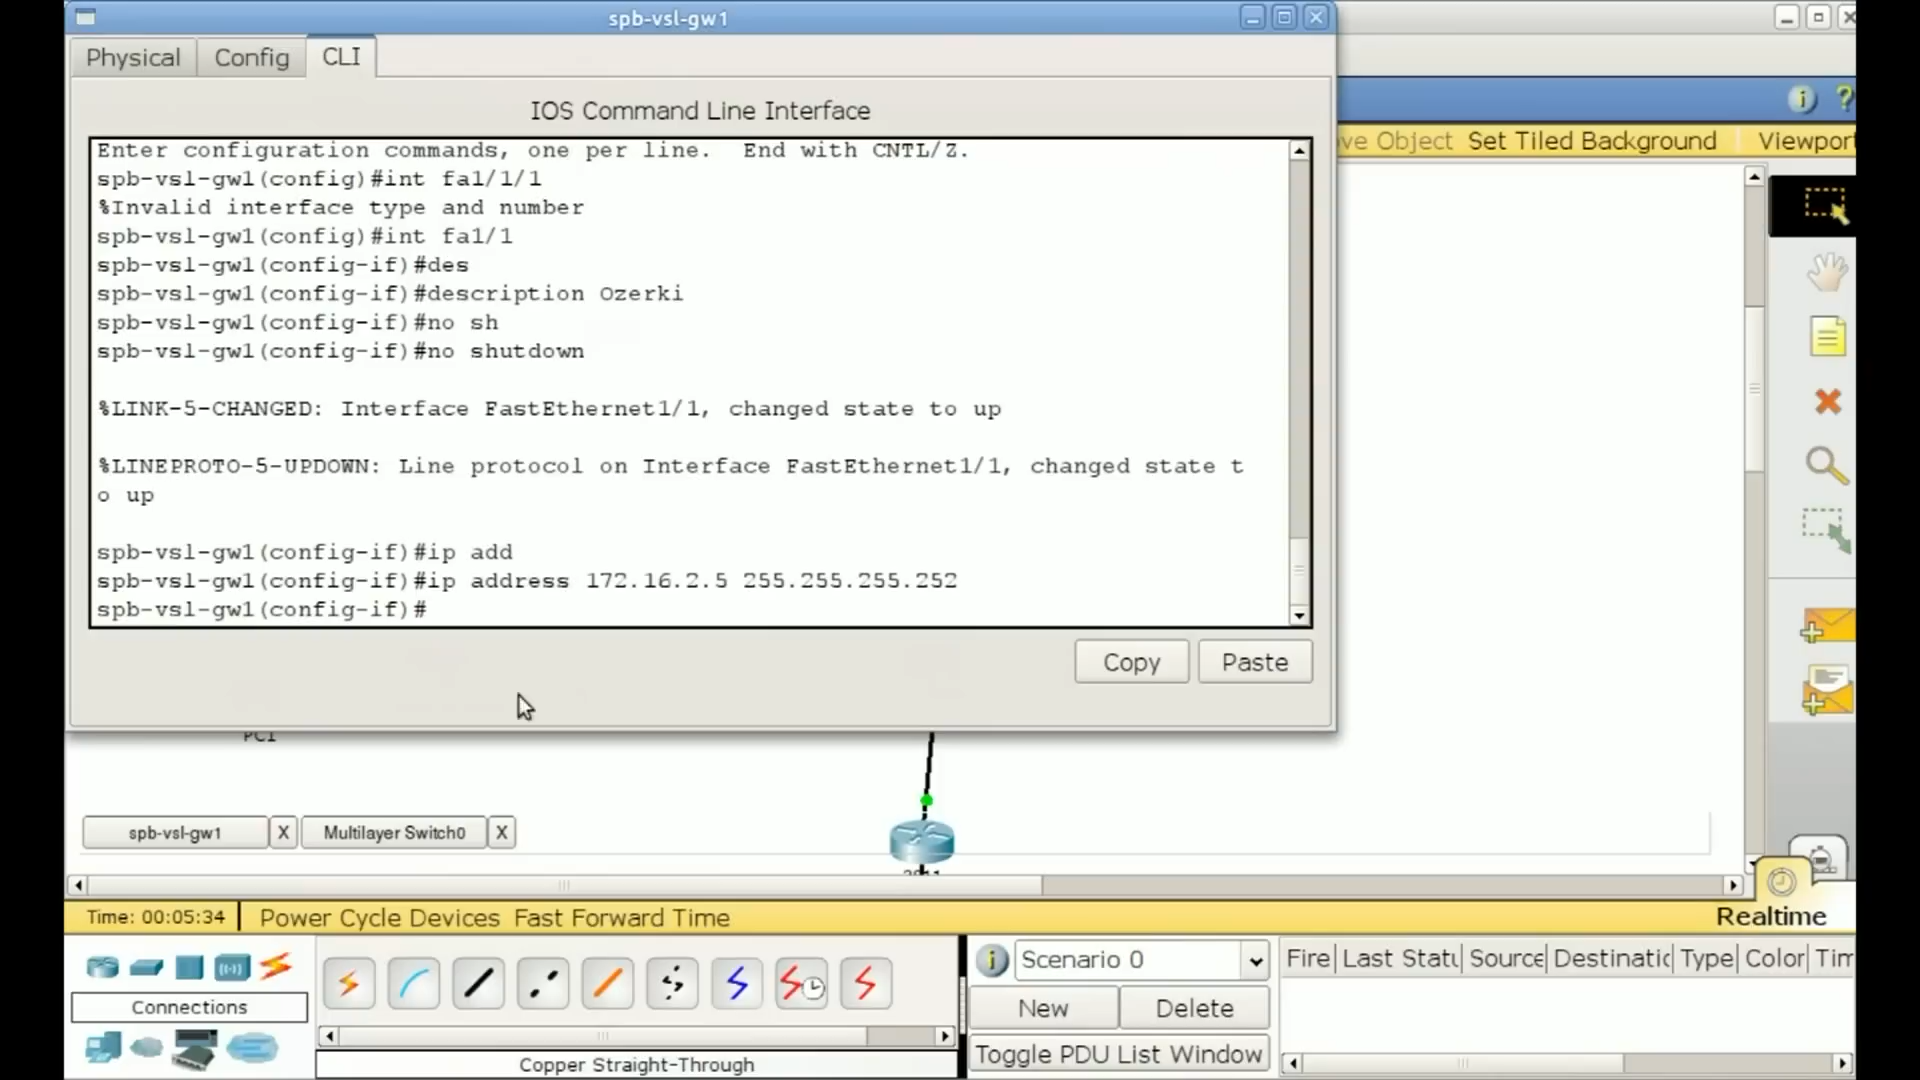 spb-vsl-gw1
Physical Config CLI
IOS Command Line Interface
Enter configuration commands, one per line.  End with CNTL/Z.
spb-vsl-gw1(config)#int fa1/1/1
%Invalid interface type and number
spb-vsl-gw1(config)#int fa1/1
spb-vsl-gw1(config-if)#des
spb-vsl-gw1(config-if)#description Ozerki
spb-vsl-gw1(config-if)#no sh
spb-vsl-gw1(config-if)#no shutdown
%LINK-5-CHANGED: Interface FastEthernet1/1, changed state to up
%LINEPROTO-5-UPDOWN: Line protocol on Interface FastEthernet1/1, changed state t
o up
spb-vsl-gw1(config-if)#ip add
spb-vsl-gw1(config-if)#ip address 172.16.2.5 255.255.255.252
spb-vsl-gw1(config-if)#
Copy Paste
ve Object Set Tiled Background Viewport
PC1
spb-vsl-gw1 X Multilayer Switch0 X
Time: 00:05:34 Power Cycle Devices Fast Forward Time
Realtime
Connections
Copper Straight-Through
Scenario 0
New Delete
Toggle PDU List Window
Fire Last Statu Source Destinatic Type Color Tim